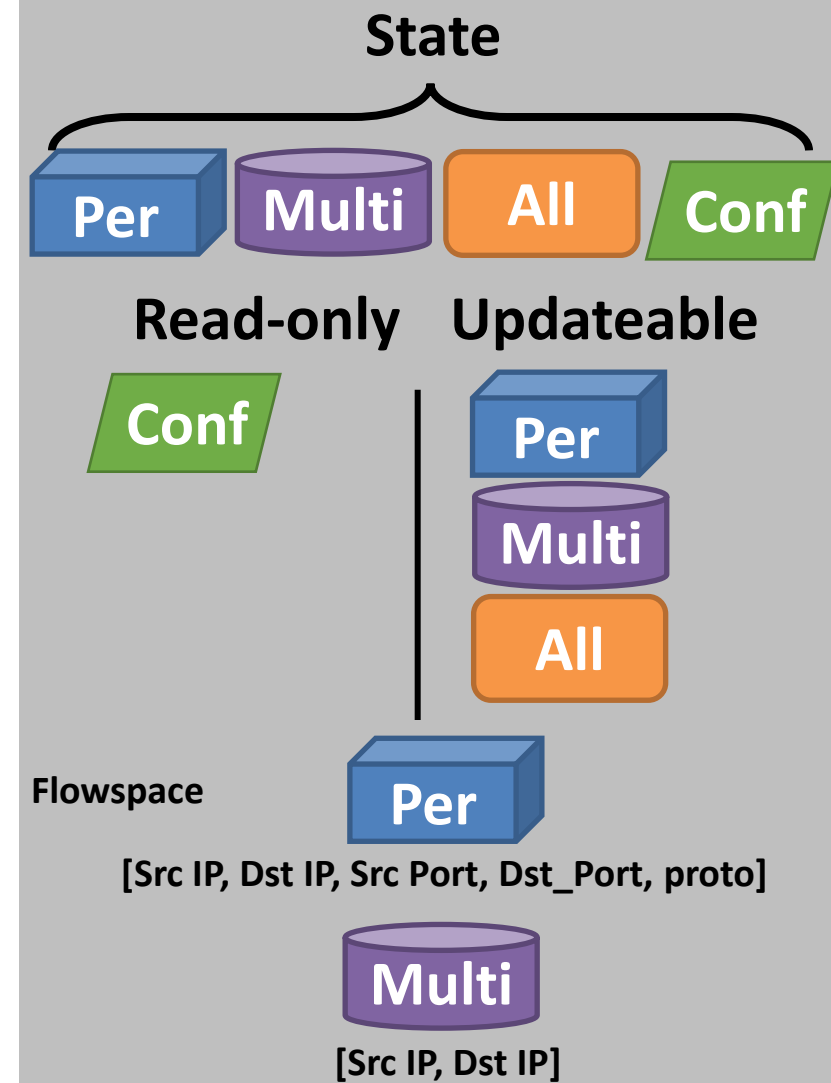 State
Per Multi All Conf
Read-only Updateable
Conf
Per
Multi
All
Flowspace
Per
[Src IP, Dst IP, Src Port, Dst_Port, proto]
Multi
[Src IP, Dst IP]